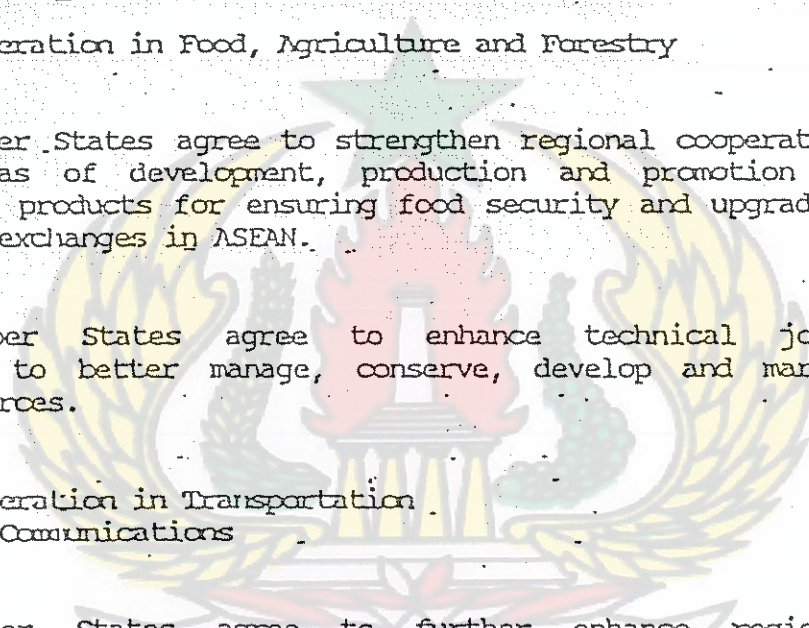 eration in Food, Agriculture and Forestry
er States agree to strengthen regional cooperat
as of development, production and promotion
products for ensuring food security and upgrad
exchanges in ASEAN.
ber States agree to enhance technical jo
to better manage, conserve, develop and mar
rces.
eration in Transportation
Communications
er States agree to further enhance regio